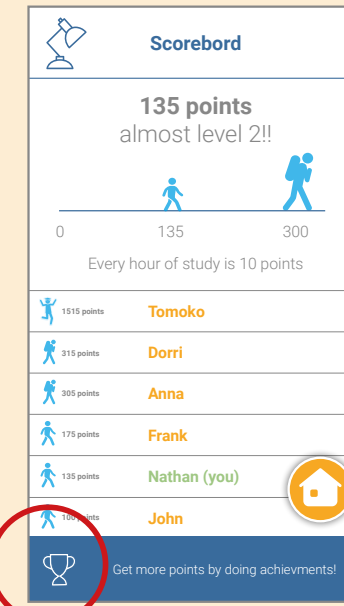 Scorebord
135 points
almost level 2!!
0 135 300
Every hour of study is 10 points
1515 points Tomoko
315 points Dorri
305 points Anna
175 points Frank
135 points Nathan (you)
100 points John
Get more points by doing achievments!